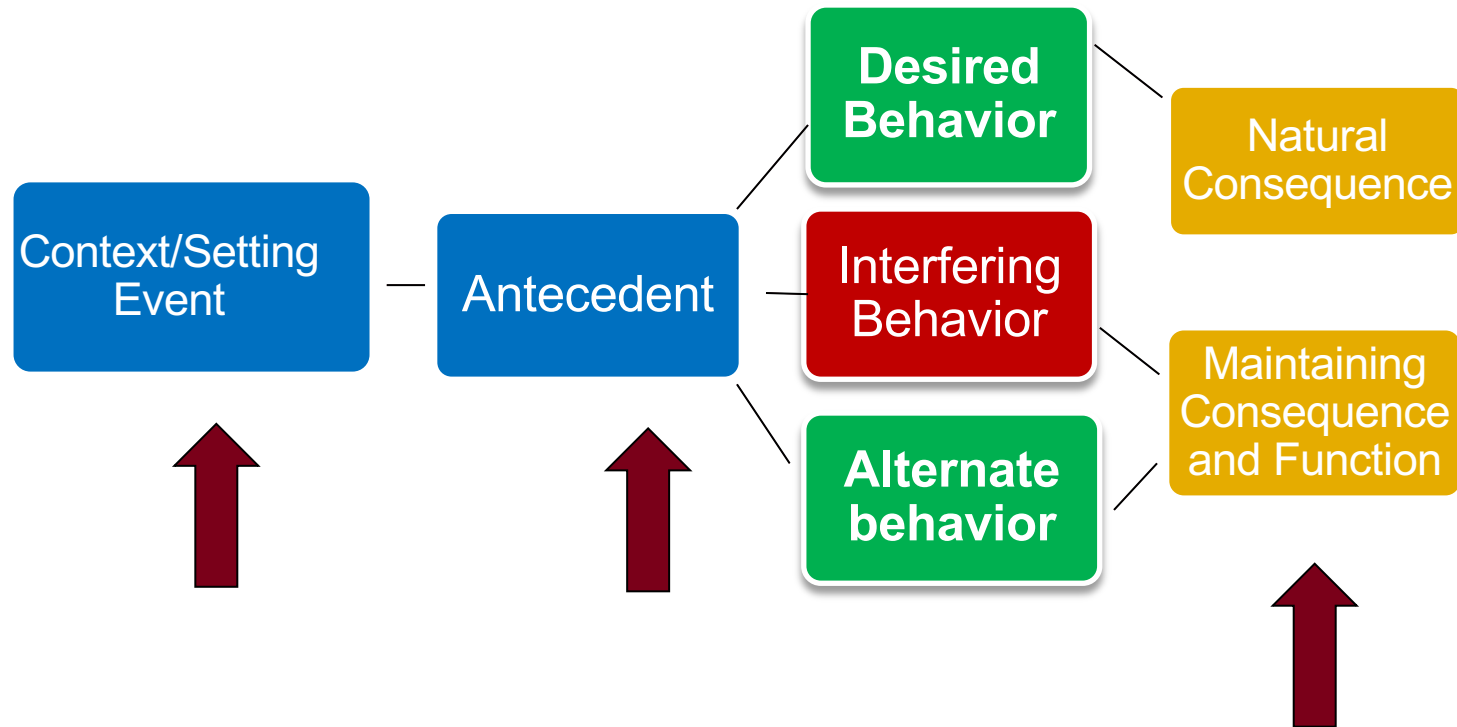 Context/Setting
Event
Antecedent
Desired
Behavior
Interfering
Behavior
Alternate
behavior
Natural
Consequence
Maintaining
Consequence
and Function